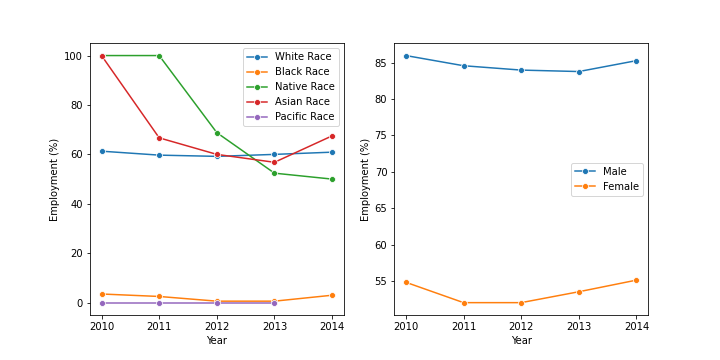 100
80
60
40
20
0
Employment (%)
2010 2011 2012 2013 2014
Year
White Race
Black Race
Native Race
Asian Race
Pacific Race
85
80
75
70
65
60
55
Employment (%)
2010 2011 2012 2013 2014
Year
Male
Female